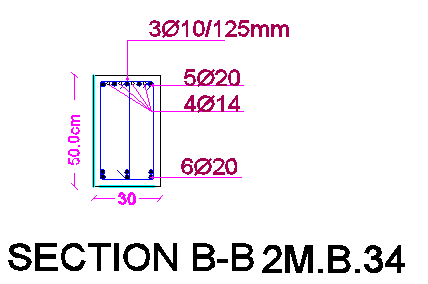 3Ø10/125mm
5Ø20
4Ø14
50.0cm
6Ø20
30
SECTION B-B 2M.B.34